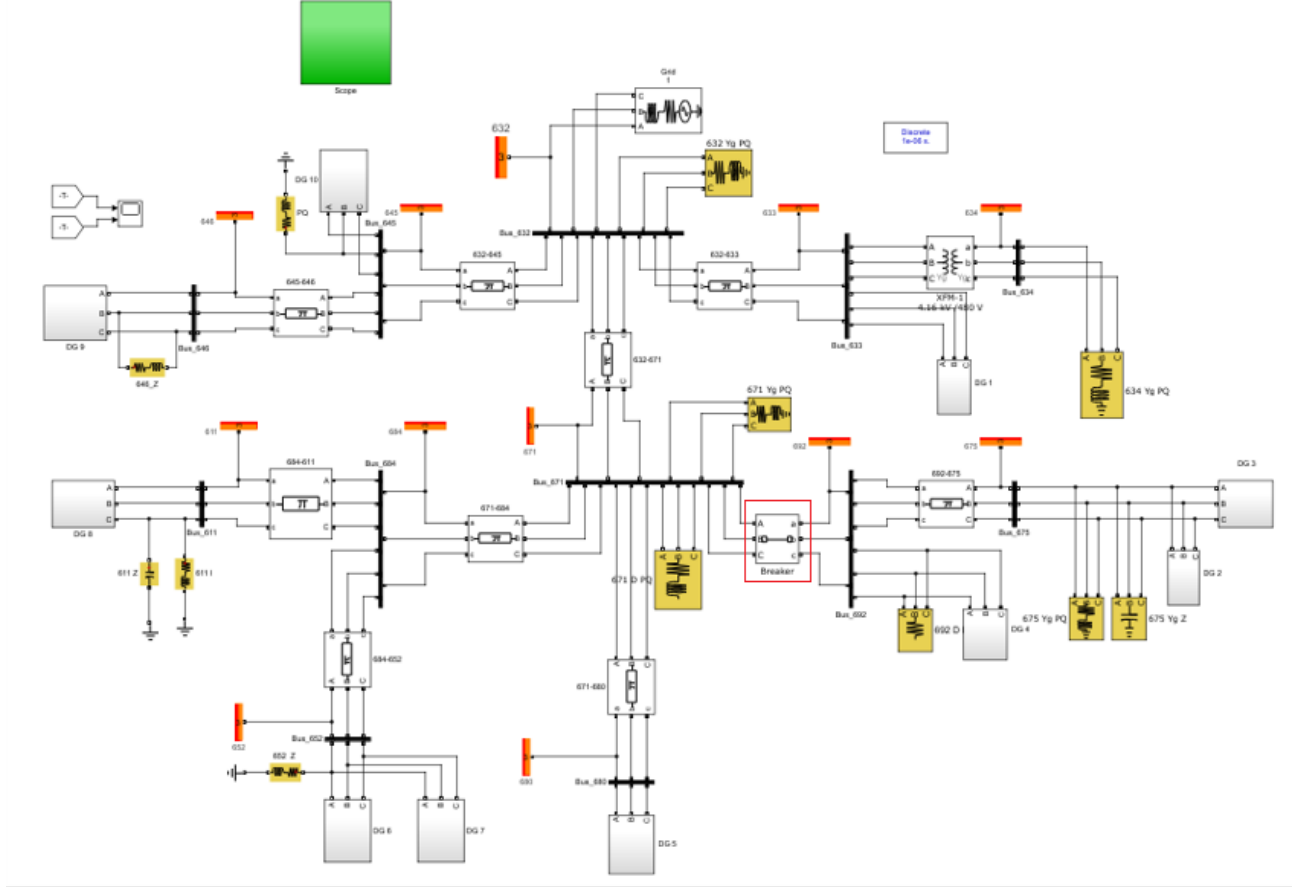 Scope
Grid
632
632 Yg PQ
Discrete
1e-06 s.
DG 10
PQ
-T-
-T-
646
645
Bus_645
Bus_632
633
634
645-646
632-645
632-633
A
B
C
XFM-1
4.16 kV /480 V
Bus_634
DG 9
Bus_646
646_Z
632-671
Bus_633
DG 1
634 Yg PQ
671 Yg PQ
611
684
671
692
675
684-611
Bus_684
Bus_671
692-675
DG 3
671-684
DG 8
Bus_611
Bus_675
Breaker
611 Z
611 I
671 D PQ
DG 2
Bus_692
692 D
DG 4
675 Yg PQ
675 Yg Z
684-652
671-680
652
Bus_652
652 Z
680
Bus_680
DG 6
DG 7
DG 5